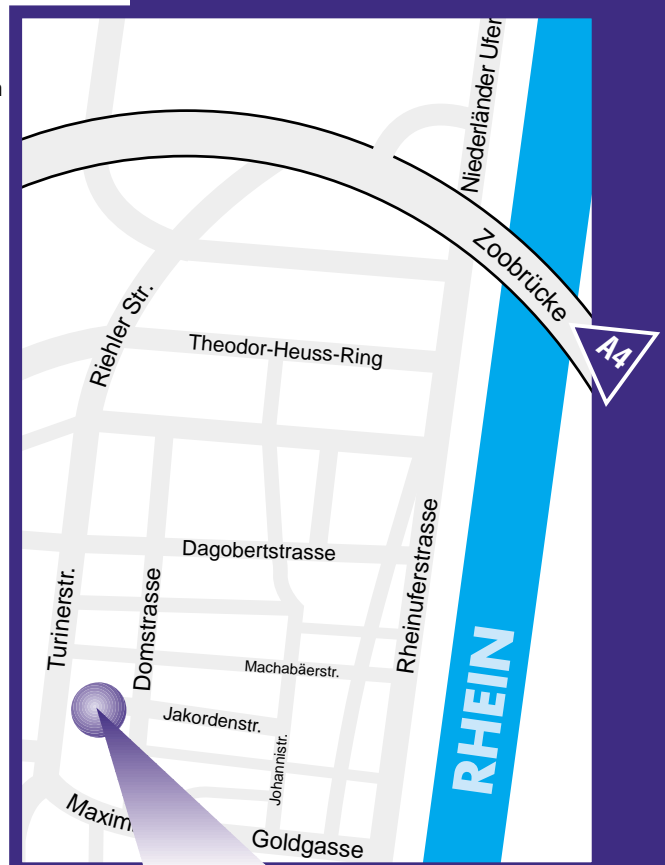 Niederländer Ufer
Zoobrücke
A4
Riehler Str.
Theodor-Heuss-Ring
Dagobertstrasse
Rheinuferstrasse
Turinerstr.
Domstrasse
Machabäerstr.
RHEIN
Jakordenstr.
Johannistr.
Goldgasse